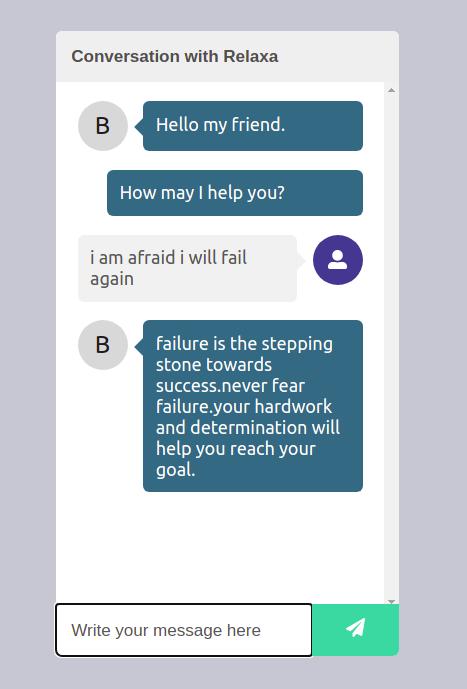 Conversation with Relaxa
B
Hello my friend.
How may I help you?
i am afraid i will fail
again
B
failure is the stepping
stone towards
success.never fear
failure.your hardwork
and determination will
help you reach your
goal.
Write your message here